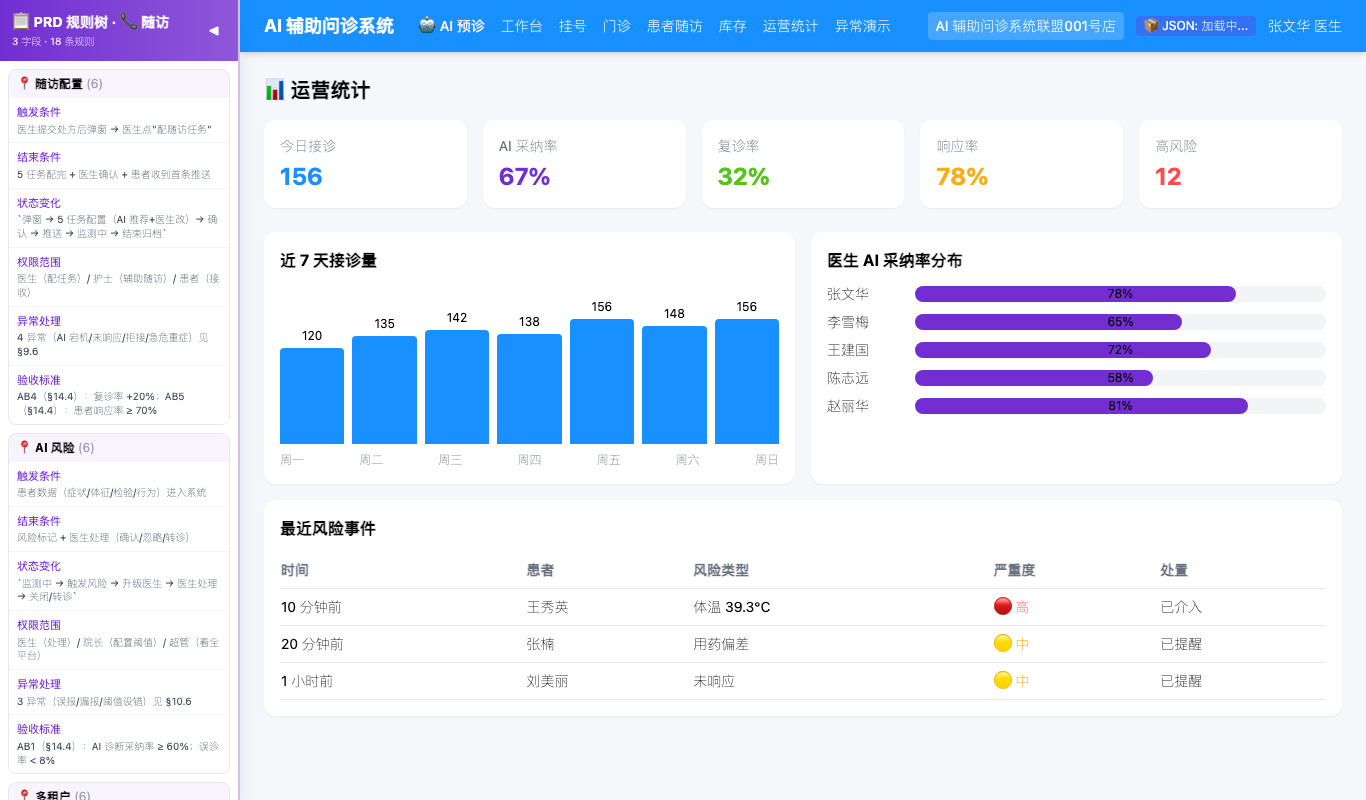 📋 PRD 规则树 · 📞 随访
3 字段 · 18 条规则
◀
📍 随访配置 (6)
触发条件
医生提交处方后弹窗 → 医生点"配随访任务"
结束条件
5 任务配完 + 医生确认 + 患者收到首条推送
状态变化
`弹窗 → 5 任务配置（AI 推荐+医生改）→ 确
认 → 推送 → 监测中 → 结束归档`
权限范围
医生（配任务）/ 护士（辅助随访）/ 患者（接
收）
异常处理
4 异常（AI 宕机/未响应/拒接/急危重症）见
§9.6
验收标准
AB4（§14.4）：复诊率 +20%；AB5
（§14.4）：患者响应率 ≥ 70%
📍 AI 风险 (6)
触发条件
患者数据（症状/体征/检验/行为）进入系统
结束条件
风险标记 + 医生处理（确认/忽略/转诊）
状态变化
`监测中 → 触发风险 → 升级医生 → 医生处理
→ 关闭/转诊`
权限范围
医生（处理）/ 院长（配置阈值）/ 超管（看全
平台）
异常处理
3 异常（误报/漏报/阈值设错）见 §10.6
验收标准
AB1（§14.4）：AI 诊断采纳率 ≥ 60%；误诊
率 < 8%
📍 多租户 (6)
AI 辅助问诊系统
🤖 AI 预诊 工作台 挂号 门诊 患者随访 库存 运营统计 异常演示
AI 辅助问诊系统联盟001号店
📦 JSON: 加载中...
张文华 医生
📊 运营统计
今日接诊
156
AI 采纳率
67%
复诊率
32%
响应率
78%
高风险
12
近 7 天接诊量
120 135 142 138 156 148 156
周一 周二 周三 周四 周五 周六 周日
医生 AI 采纳率分布
张文华 78%
李雪梅 65%
王建国 72%
陈志远 58%
赵丽华 81%
最近风险事件
时间 患者 风险类型 严重度 处置
10 分钟前 王秀英 体温 39.3°C 🔴 高 已介入
20 分钟前 张楠 用药偏差 🟡 中 已提醒
1 小时前 刘美丽 未响应 🟡 中 已提醒